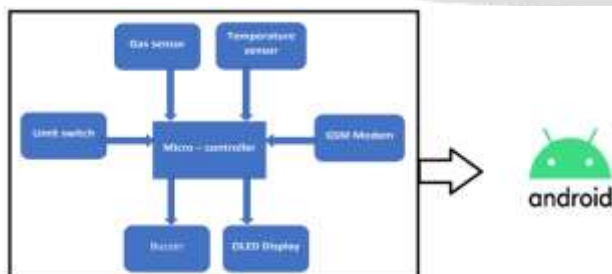 Gas sensor
Temperature
sensor
Limit switch
GSM Modem
Micro – controller
Buzzer
OLED Display
android